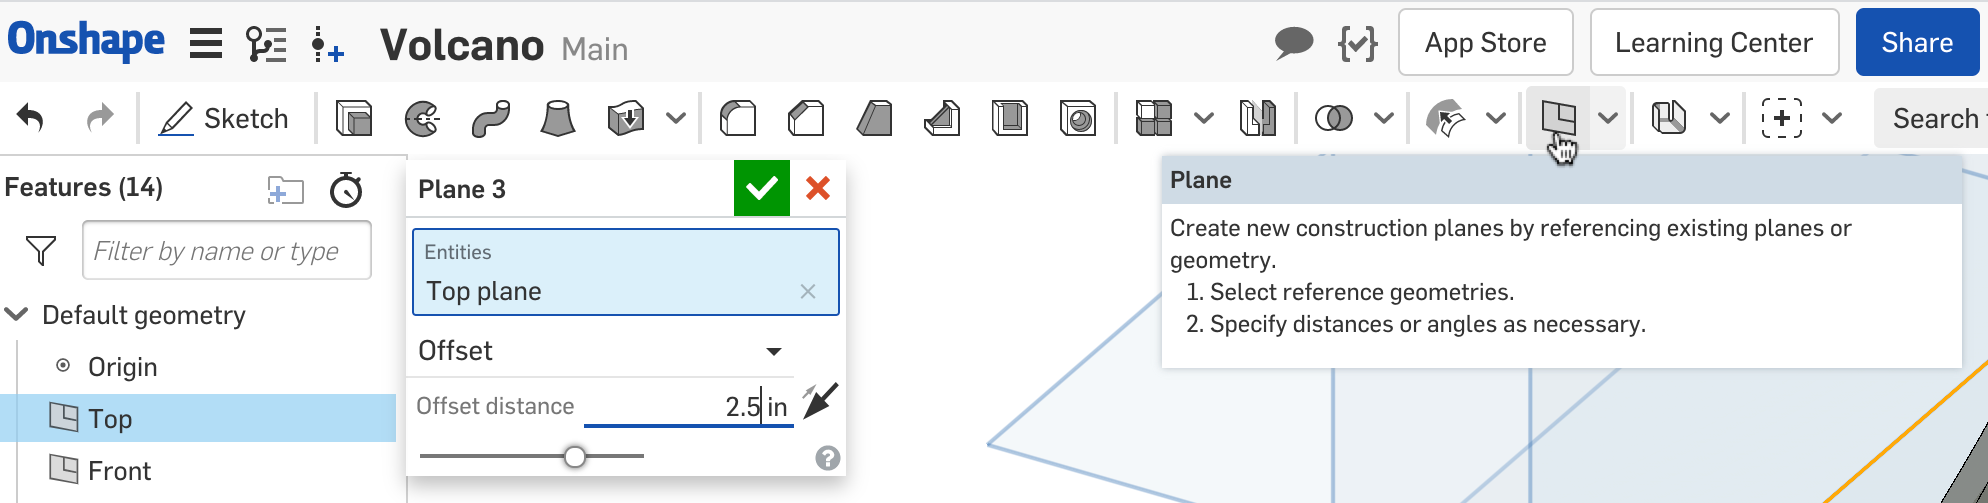 Onshape
Volcano Main
App Store
Learning Center
Share
Sketch
Search
Features (14)
Filter by name or type
Default geometry
Origin
Top
Front
Plane 3
Entities
Top plane
Offset
Offset distance 2.5 in
Plane
Create new construction planes by referencing existing planes or
geometry.
1. Select reference geometries.
2. Specify distances or angles as necessary.